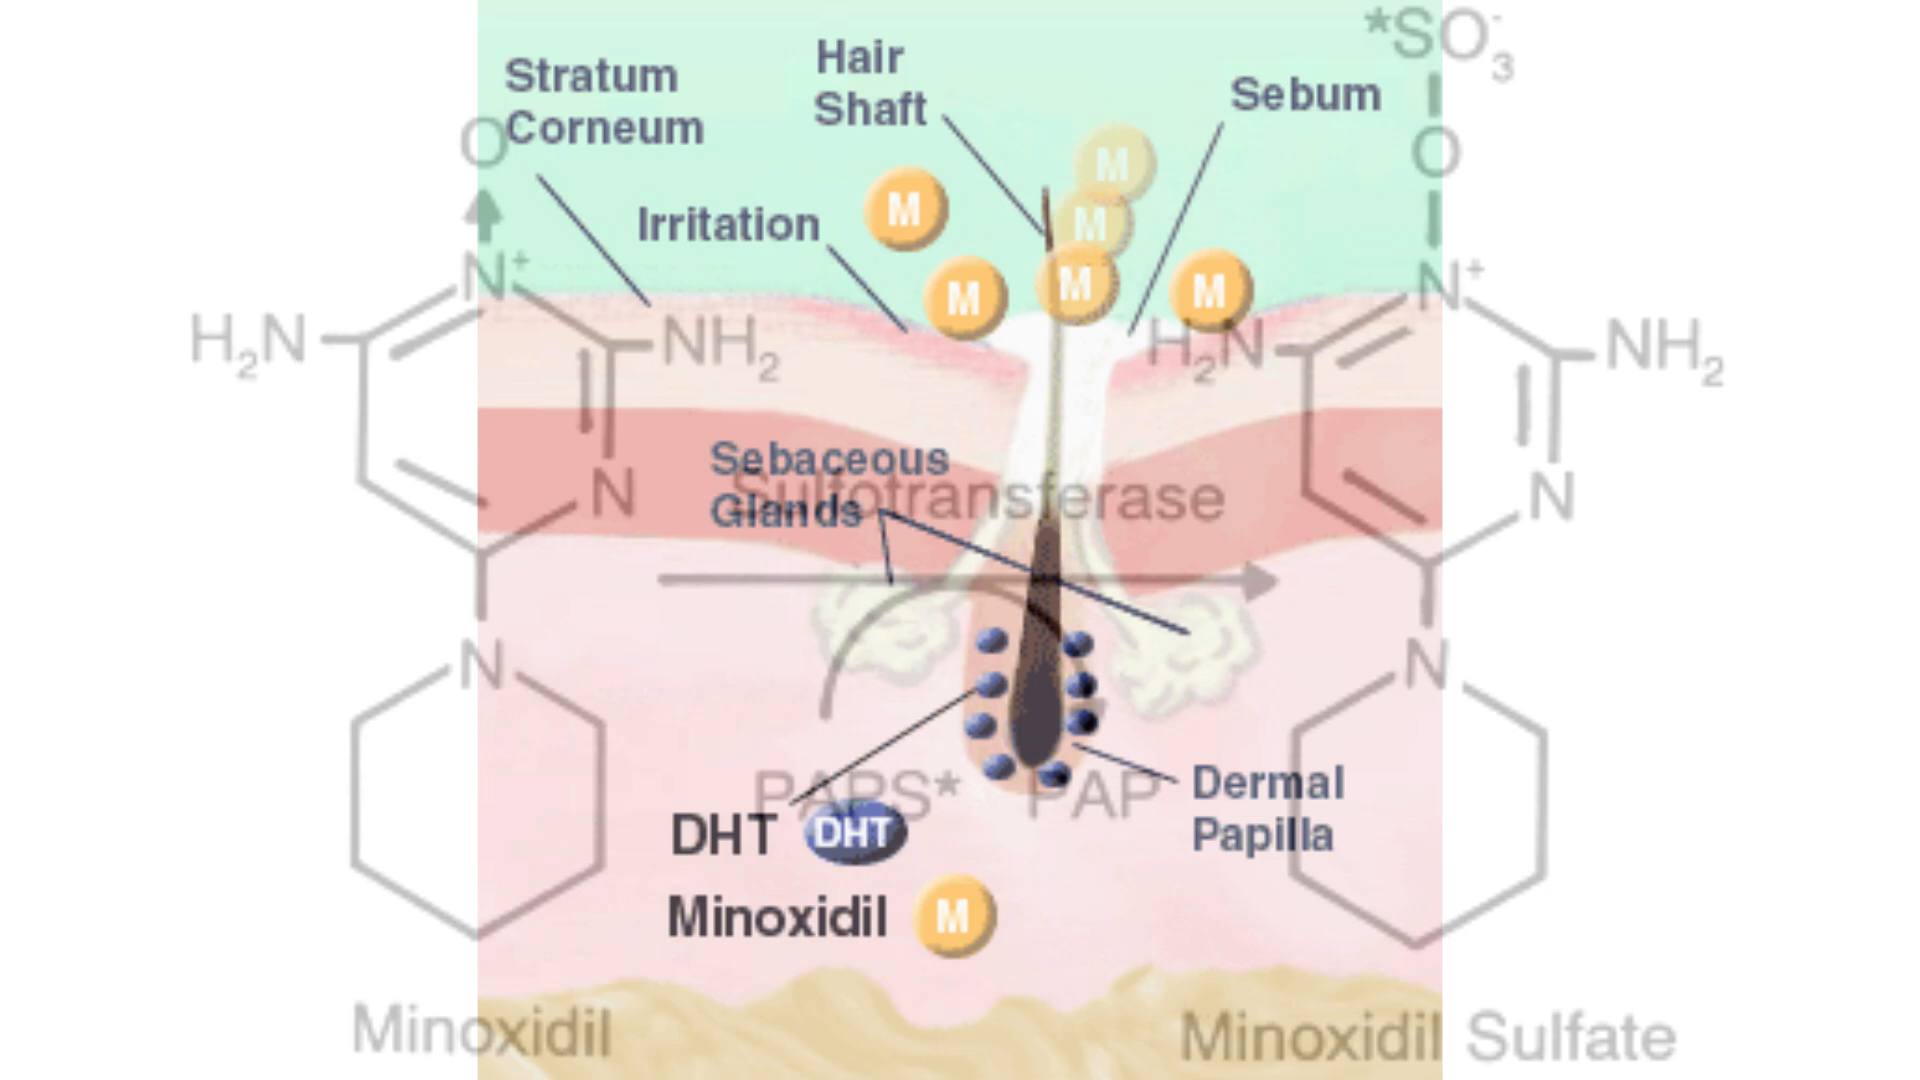 Stratum
Corneum
Hair
Shaft
Sebum
Irritation
M
M
M
M
M
M
Sebaceous
Glands
DHT
DHT
Minoxidil
M
Dermal
Papilla
O
N+
H2N
NH2
N
N
Minoxidil
Sulfotransferase
PAPS*
PAP
*SO3-
O
N+
H2N
NH2
N
N
Minoxidil Sulfate